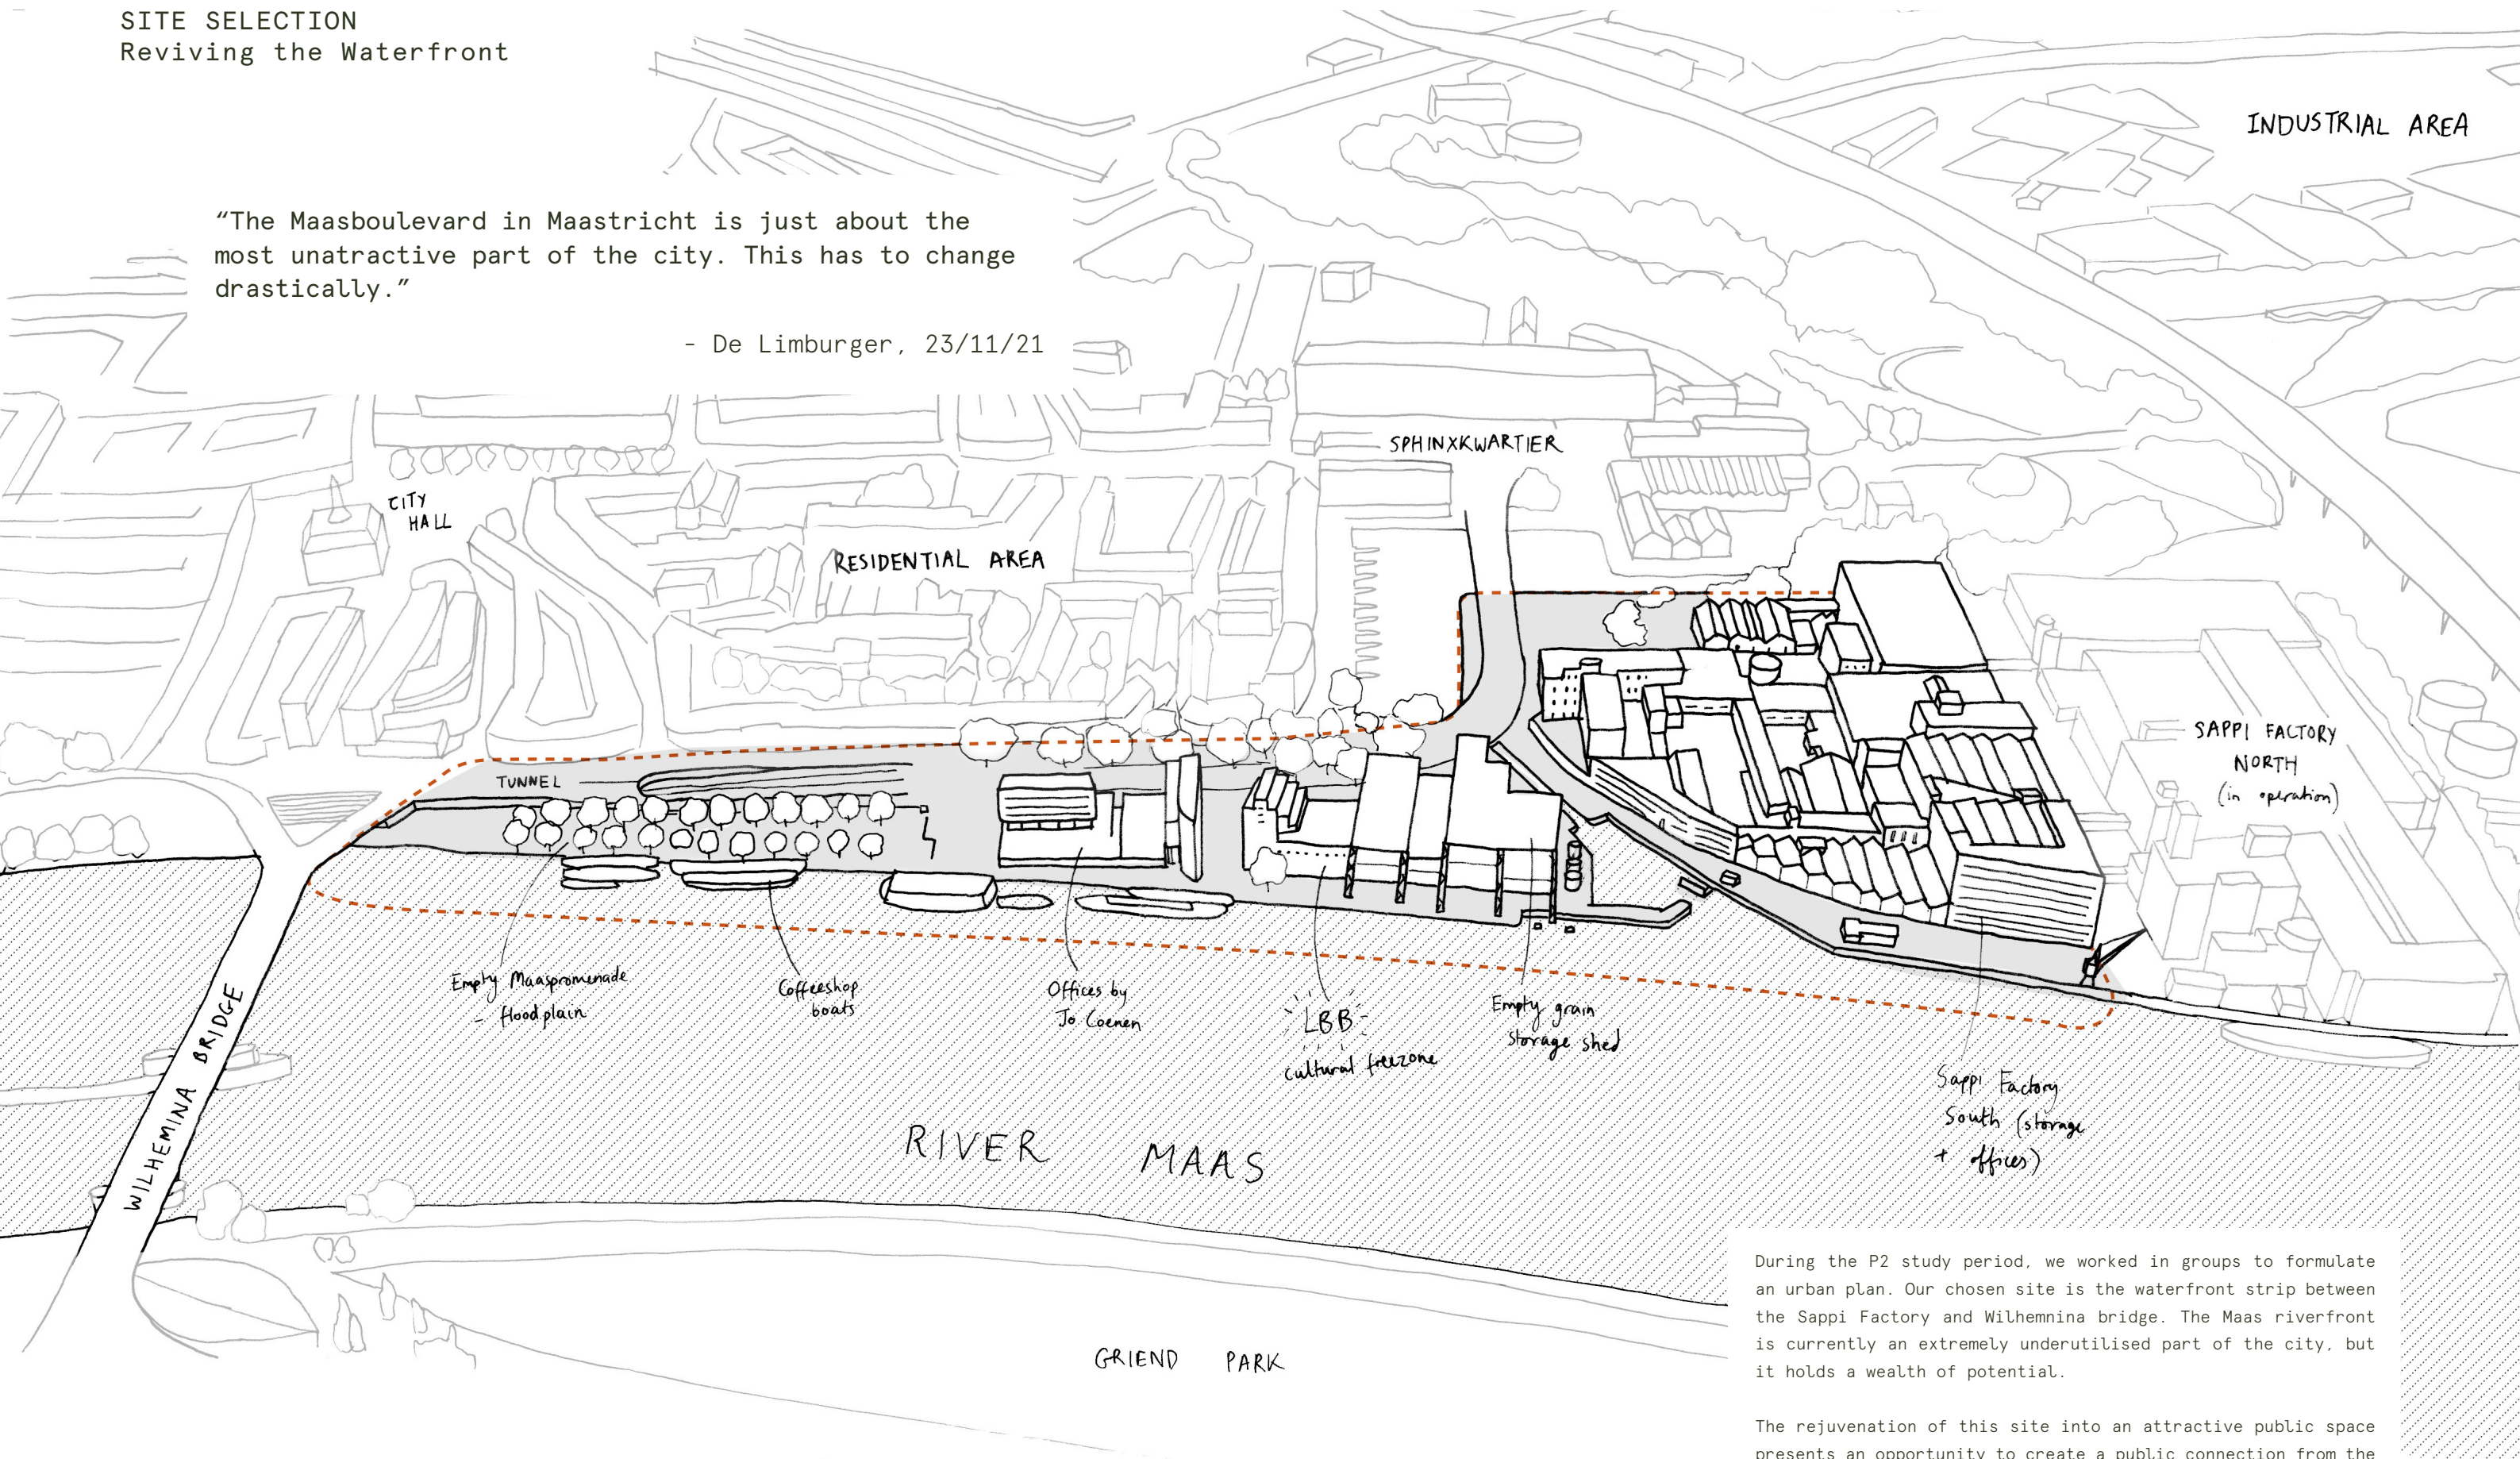 SITE SELECTION
Reviving the Waterfront
INDUSTRIAL AREA
“The Maasboulevard in Maastricht is just about the
most unatractive part of the city. This has to change
drastically.”
- De Limburger, 23/11/21
SPHINXKWARTIER
CITY
HALL
RESIDENTIAL AREA
SAPPI FACTORY
NORTH
(in operation)
TUNNEL
Empty Maaspromenade
- floodplain
Coffeeshop
boats
Offices by
Jo Coenen
LBB
cultural freezone
Empty grain
storage shed
Sappi Factory
South (storage
+ offices)
WILHEMINA BRIDGE
RIVER MAAS
GRIEND PARK
During the P2 study period, we worked in groups to formulate
an urban plan. Our chosen site is the waterfront strip between
the Sappi Factory and Wilhemnina bridge. The Maas riverfront
is currently an extremely underutilised part of the city, but
it holds a wealth of potential.
The rejuvenation of this site into an attractive public space
presents an opportunity to create a public connection from the